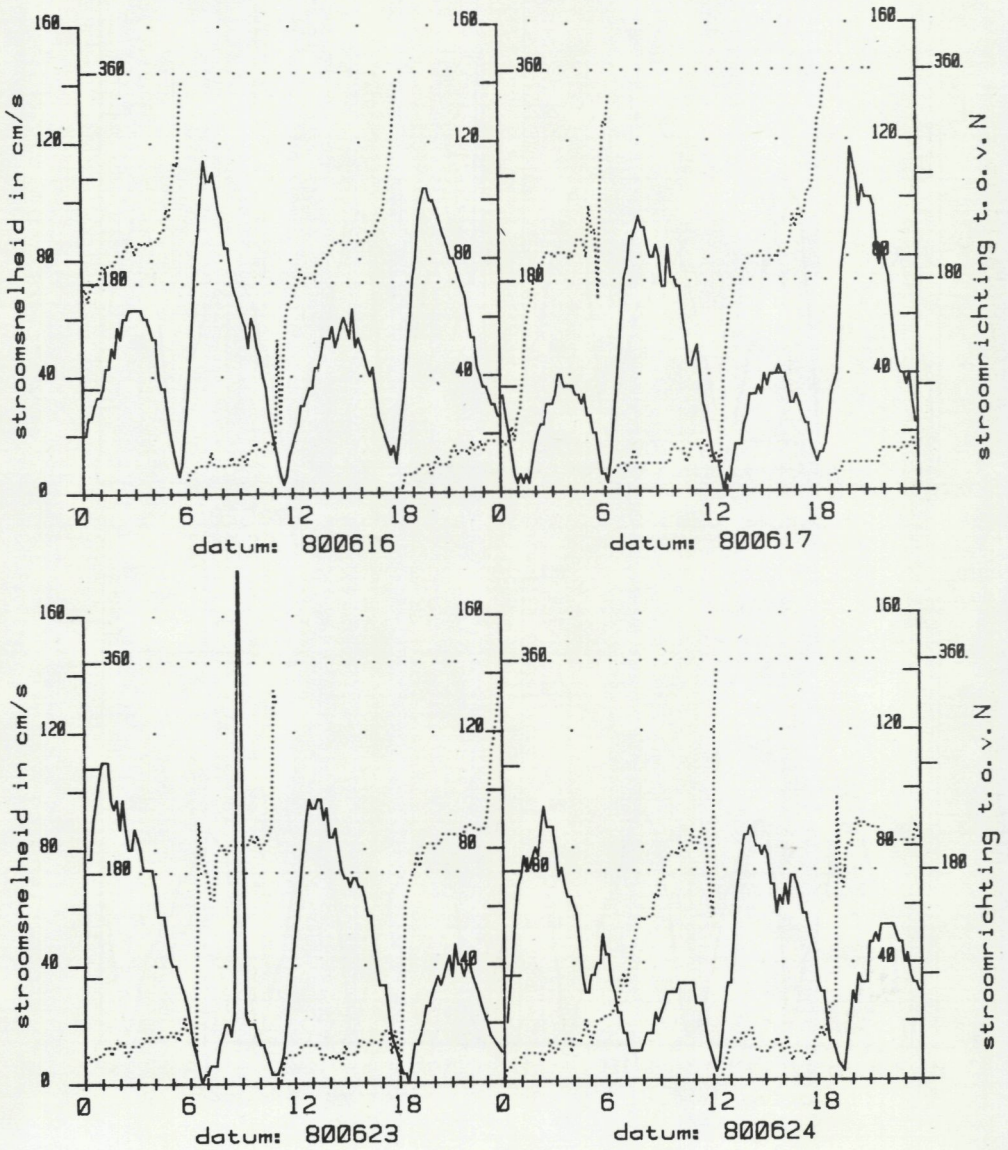 160 160 160
360 360 360
120 120 120
80 80 80
180 180 180
40 40 40
0
stroomsnelheid in cm/s
stroomrichting t.o.v.N
0 6 12 18 0 6 12 18
datum: 800616 datum: 800617
160 160 160
360 360 360
120 120 120
80 80 80
180 180 180
40 40 40
0
stroomsnelheid in cm/s
stroomrichting t.o.v.N
0 6 12 18 0 6 12 18
datum: 800623 datum: 800624